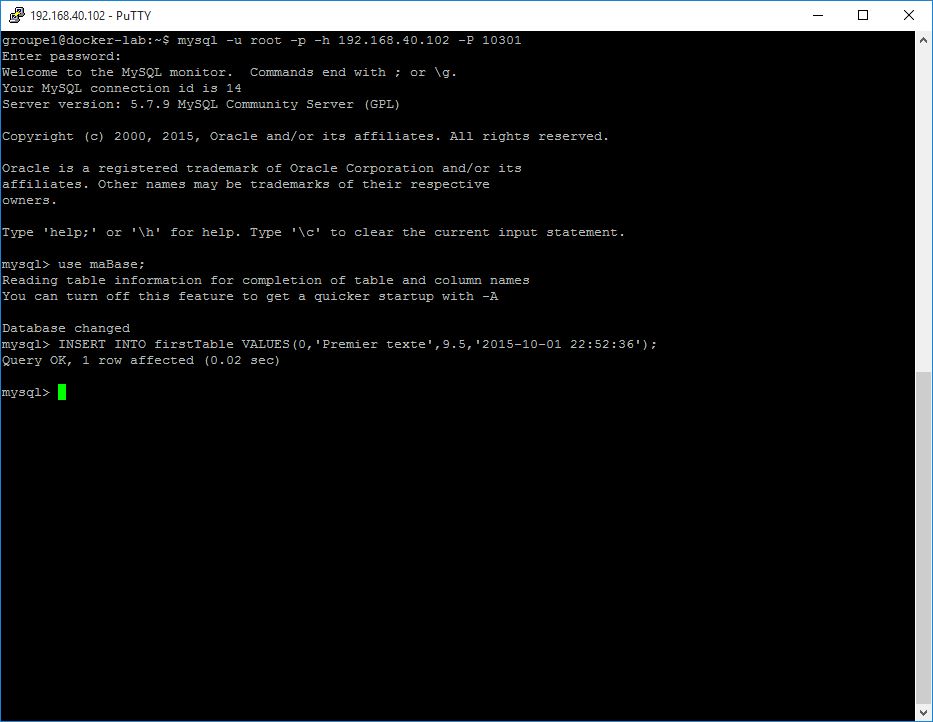 192.168.40.102 - PuTTY
groupe1@docker-lab:~$ mysql -u root -p -h 192.168.40.102 -P 10301
Enter password:
Welcome to the MySQL monitor.  Commands end with ; or \g.
Your MySQL connection id is 14
Server version: 5.7.9 MySQL Community Server (GPL)
Copyright (c) 2000, 2015, Oracle and/or its affiliates. All rights reserved.
Oracle is a registered trademark of Oracle Corporation and/or its
affiliates. Other names may be trademarks of their respective
owners.
Type 'help;' or '\h' for help. Type '\c' to clear the current input statement.
mysql> use maBase;
Reading table information for completion of table and column names
You can turn off this feature to get a quicker startup with -A
Database changed
mysql> INSERT INTO firstTable VALUES(0,'Premier texte',9.5,'2015-10-01 22:52:36');
Query OK, 1 row affected (0.02 sec)
mysql>